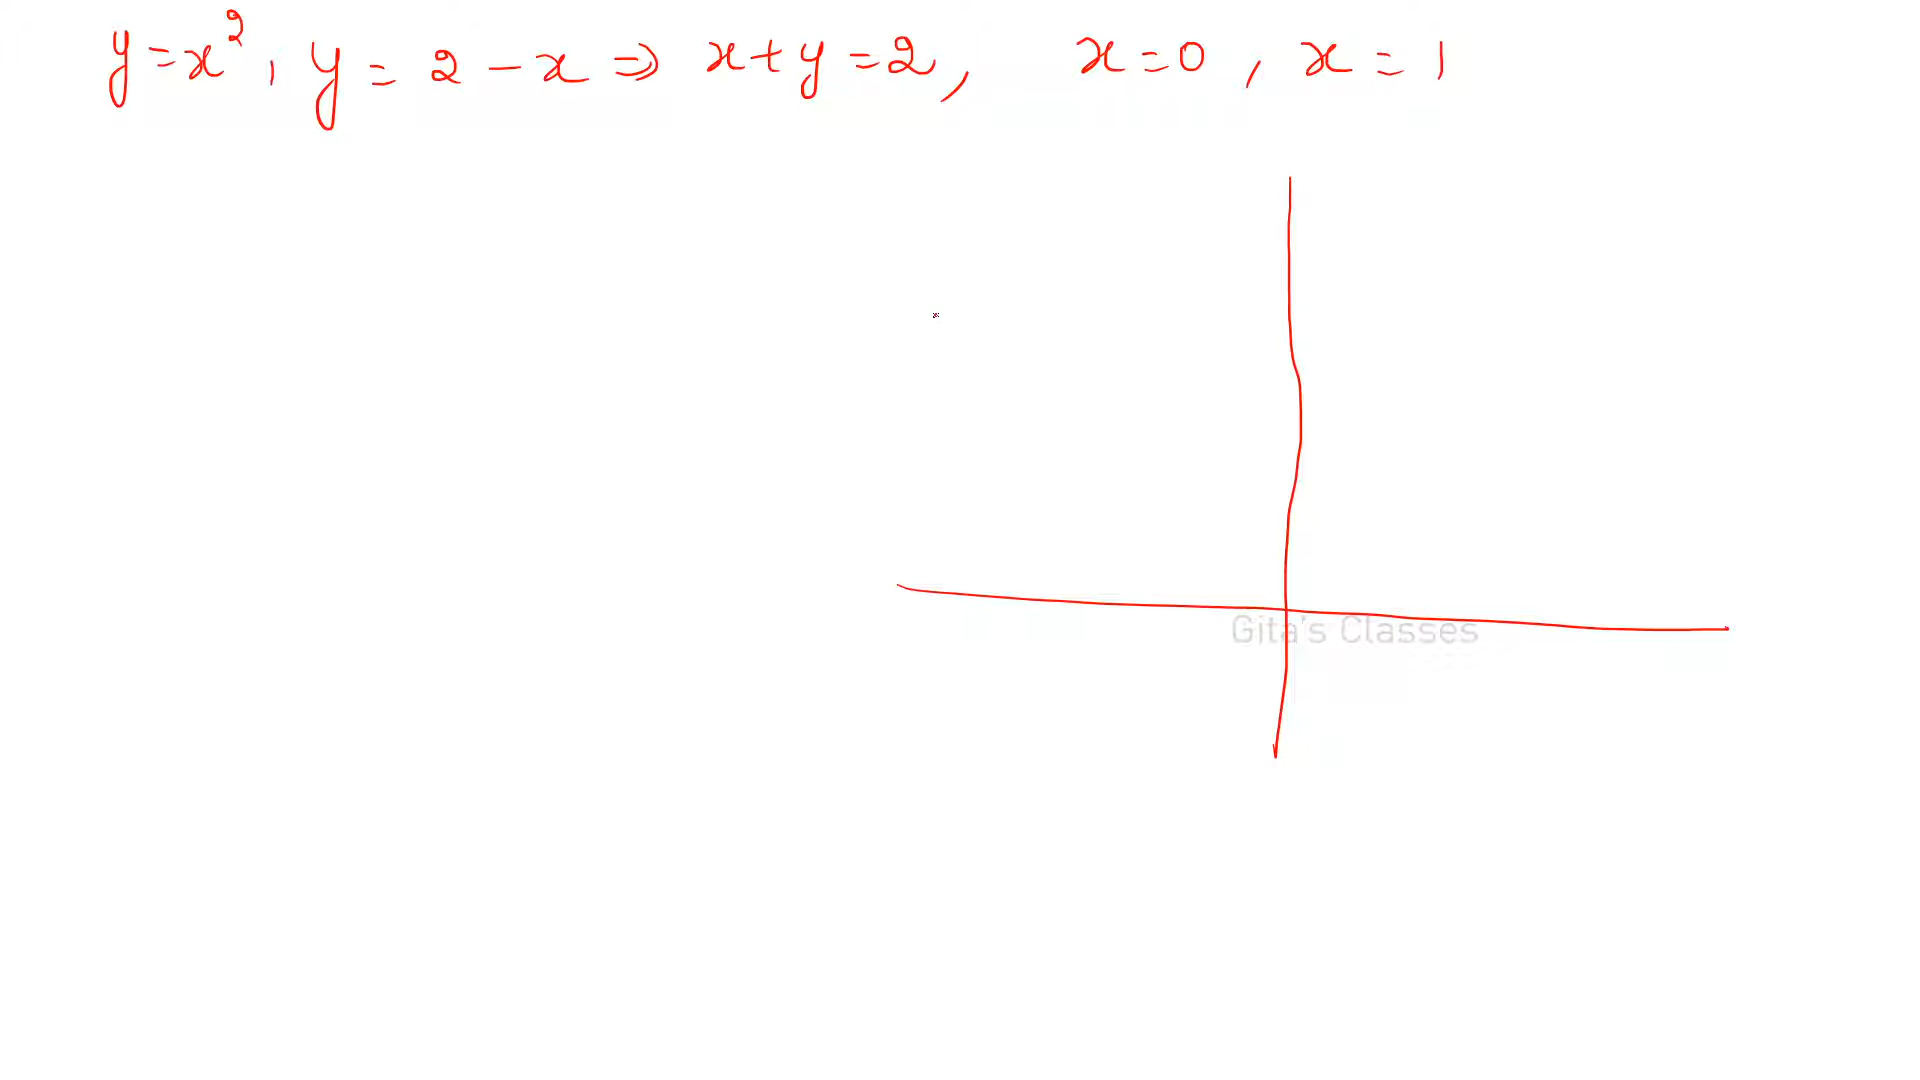 y = x², y = 2 - x ⇒ x + y = 2, x = 0, x = 1
Gita's Classes